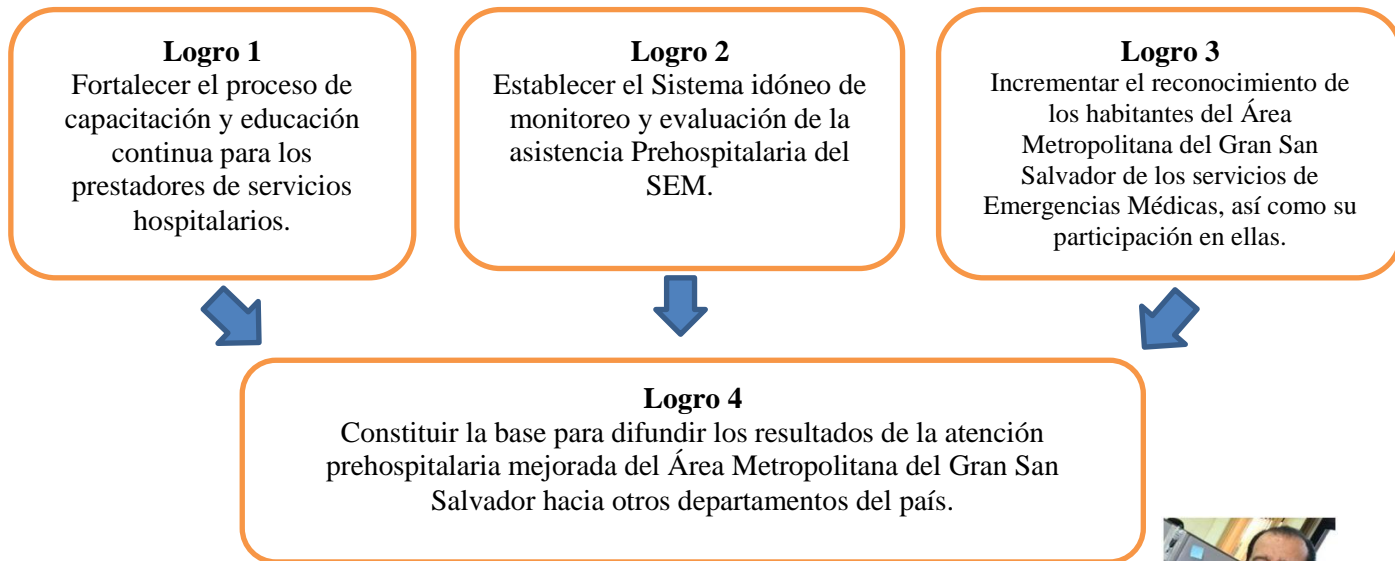 Logro 1
Fortalecer el proceso de
capacitación y educación
continua para los
prestadores de servicios
hospitalarios.
Logro 2
Establecer el Sistema idóneo de
monitoreo y evaluación de la
asistencia Prehospitalaria del
SEM.
Logro 3
Incrementar el reconocimiento de
los habitantes del Área
Metropolitana del Gran San
Salvador de los servicios de
Emergencias Médicas, así como su
participación en ellas.
Logro 4
Constituir la base para difundir los resultados de la atención
prehospitalaria mejorada del Área Metropolitana del Gran San
Salvador hacia otros departamentos del país.